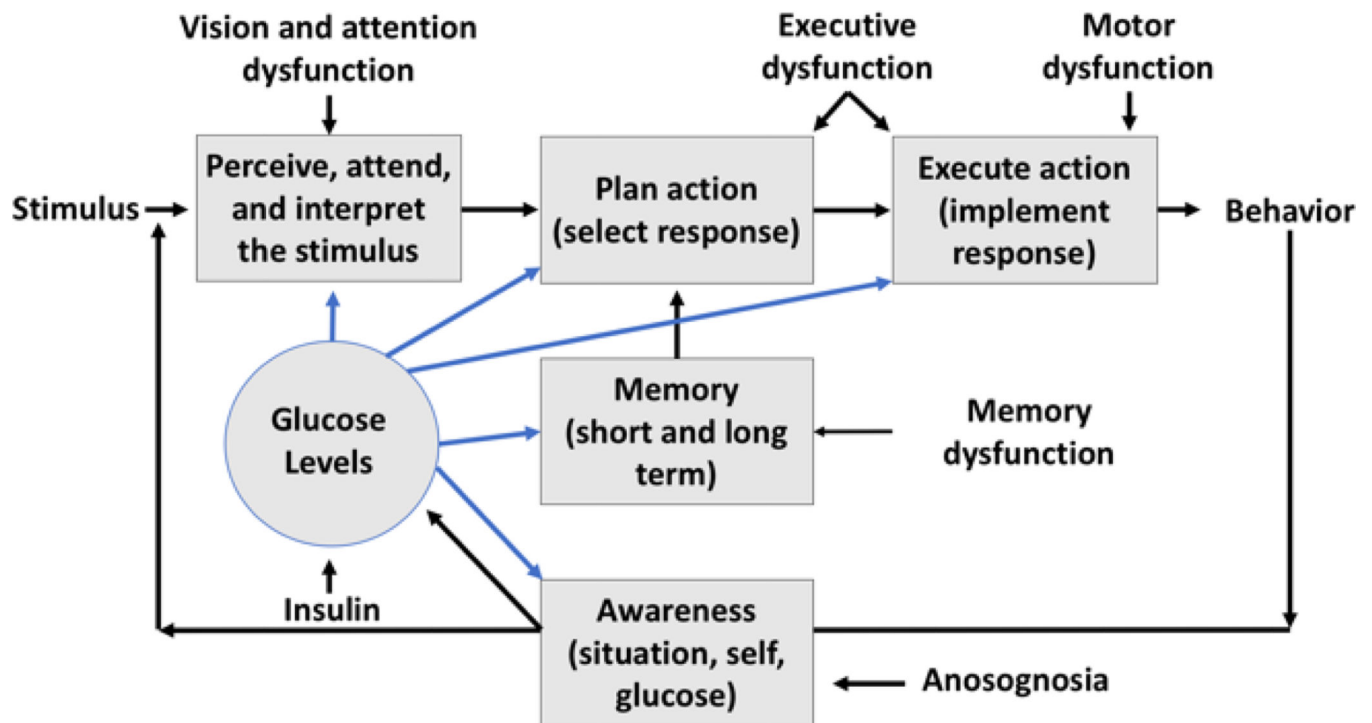 Vision and attention
dysfunction
Executive
dysfunction
Motor
dysfunction
Stimulus
Perceive, attend,
and interpret
the stimulus
Plan action
(select response)
Execute action
(implement
response)
Behavior
Glucose
Levels
Memory
(short and long
term)
Memory
dysfunction
Insulin
Awareness
(situation, self,
glucose)
Anosognosia